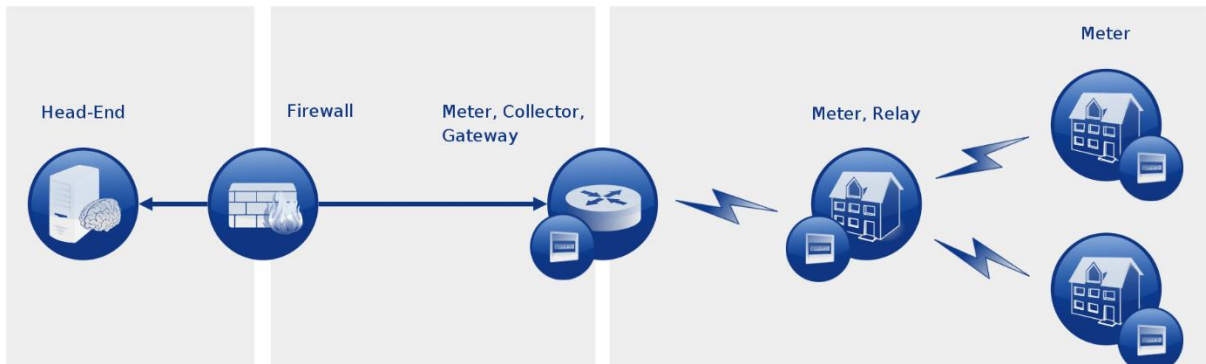 Meter
Head-End
Firewall
Meter, Collector,
Gateway
Meter, Relay